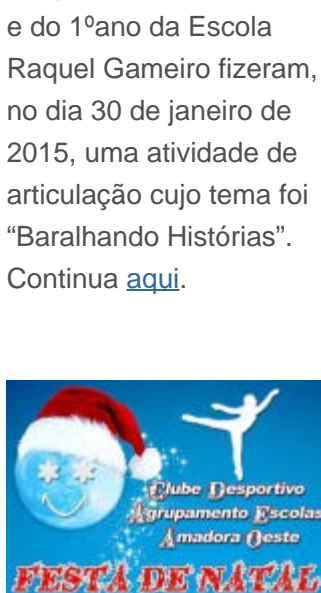 e do 1ºano da Escola
Raquel Gameiro fizeram,
no dia 30 de janeiro de
2015, uma atividade de
articulação cujo tema foi
“Baralhando Histórias”.
Continua aqui.
Clube Desportivo
Agrupamento Escolas
Amadora Oeste
FESTA DE NATAL